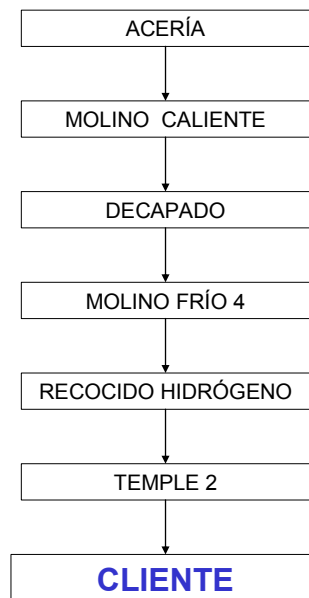 ACERÍA
MOLINO CALIENTE
DECAPADO
MOLINO FRÍO 4
RECOCIDO HIDRÓGENO
TEMPLE 2
CLIENTE